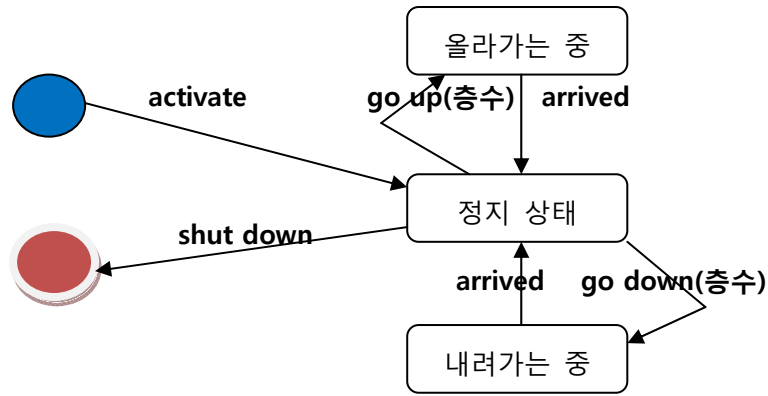 올라가는 중
activate
go up(층수)
arrived
정지 상태
shut down
arrived
go down(층수)
내려가는 중